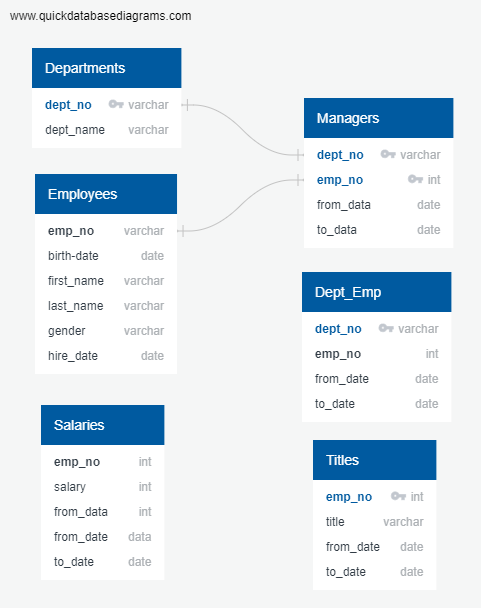 www.quickdatabasediagrams.com
Departments
dept_no varchar
dept_name varchar
Employees
emp_no varchar
birth-date date
first_name varchar
last_name varchar
gender varchar
hire_date date
Salaries
emp_no int
salary int
from_data int
from_date data
to_date date
Managers
dept_no varchar
emp_no int
from_data date
to_data date
Dept_Emp
dept_no varchar
emp_no int
from_date date
to_date date
Titles
emp_no int
title varchar
from_date date
to_date date